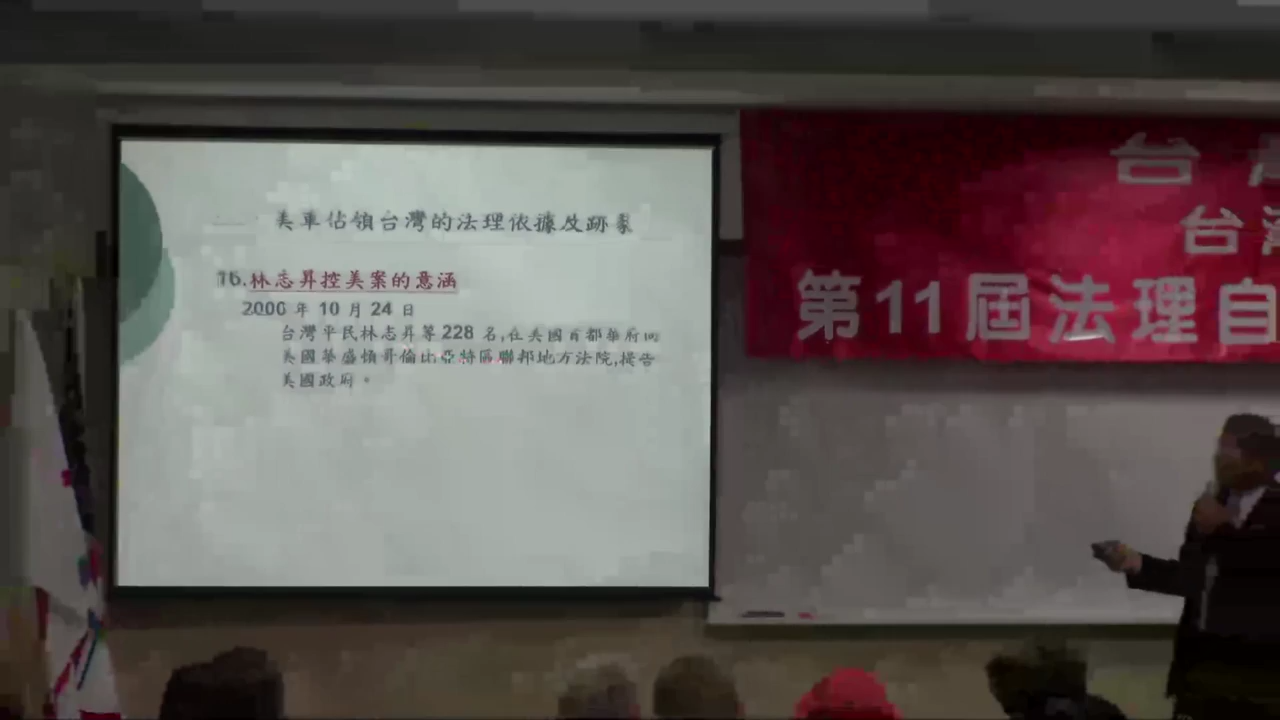 美軍佔領台灣的法理依據及跡象
16.林志昇控美案的意涵
2006 年 10 月 24 日
台灣平民林志昇等 228 名,在美國首都華府向
美國華盛頓哥倫比亞特區聯邦地方法院,提告
美國政府。
台灣
台灣
第11屆法理自